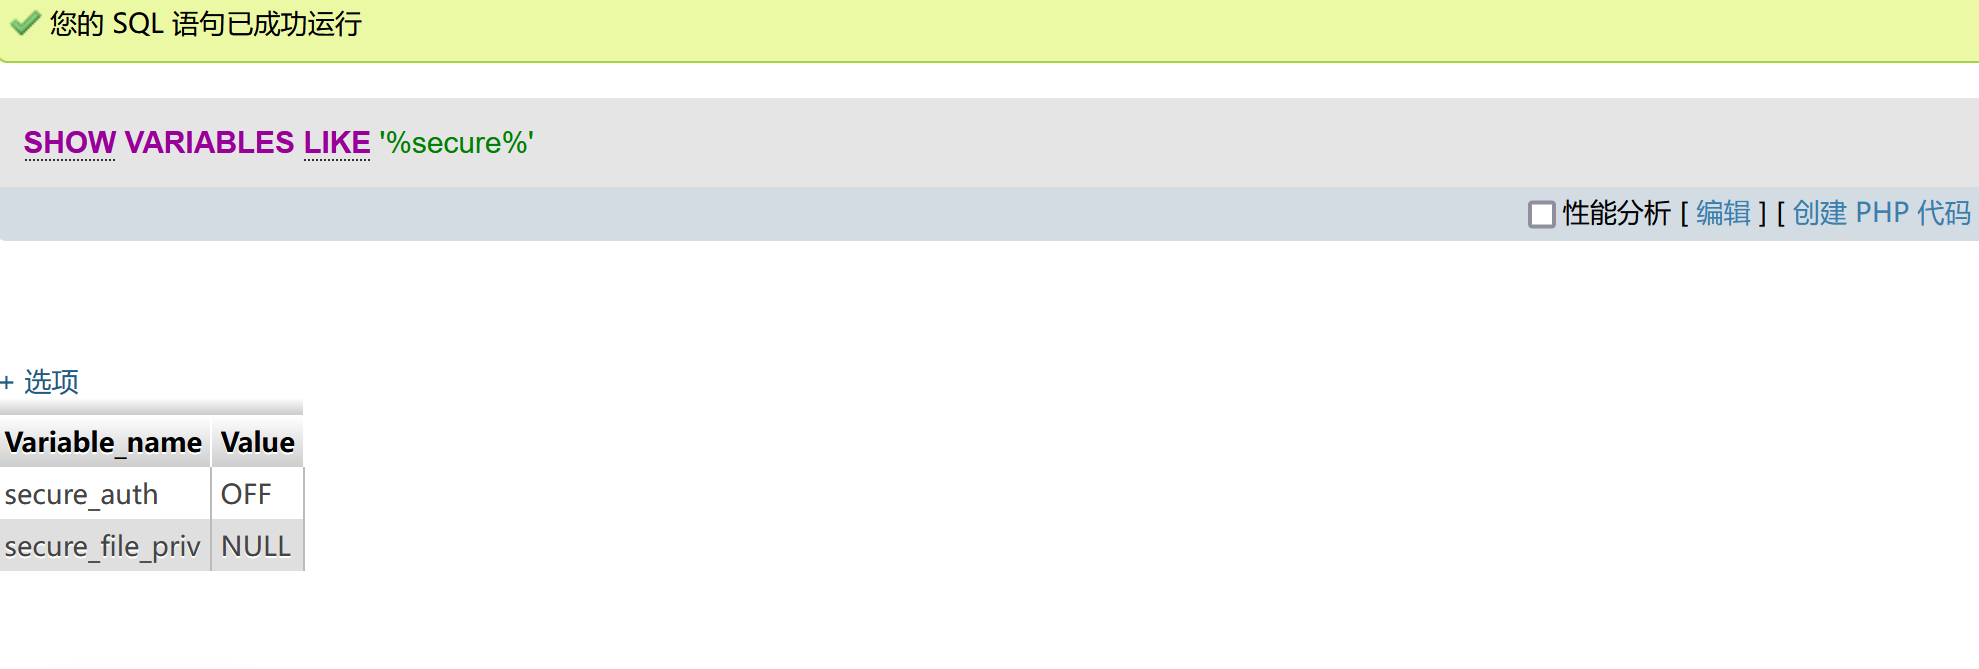 您的 SQL 语句已成功运行
SHOW VARIABLES LIKE '%secure%'
性能分析 [ 编辑 ] [ 创建 PHP 代码
+ 选项
Variable_name Value
secure_auth OFF
secure_file_priv NULL